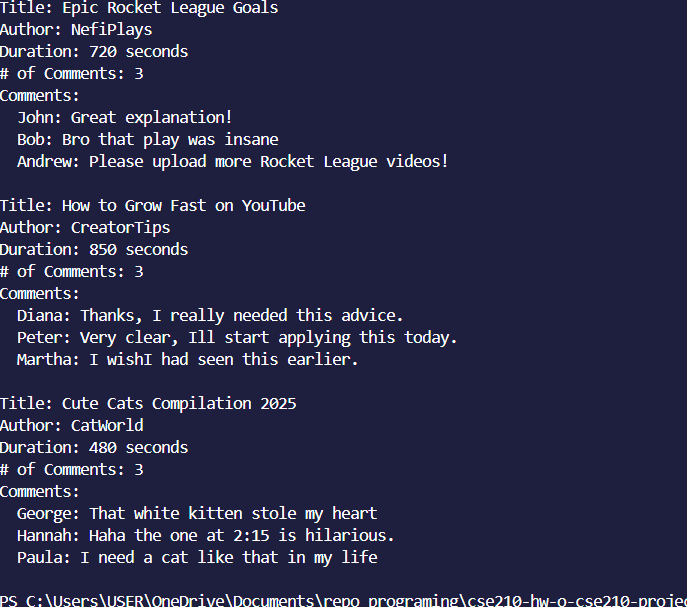 Title: Epic Rocket League Goals
Author: NefiPlays
Duration: 720 seconds
# of Comments: 3
Comments:
  John: Great explanation!
  Bob: Bro that play was insane
  Andrew: Please upload more Rocket League videos!

Title: How to Grow Fast on YouTube
Author: CreatorTips
Duration: 850 seconds
# of Comments: 3
Comments:
  Diana: Thanks, I really needed this advice.
  Peter: Very clear, Ill start applying this today.
  Martha: I wishI had seen this earlier.

Title: Cute Cats Compilation 2025
Author: CatWorld
Duration: 480 seconds
# of Comments: 3
Comments:
  George: That white kitten stole my heart
  Hannah: Haha the one at 2:15 is hilarious.
  Paula: I need a cat like that in my life

PS C:\Users\USER\OneDrive\Documents\repo programing\cse210-hw-o-cse210-projec